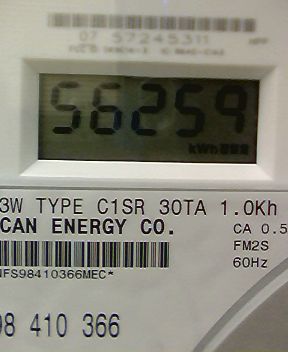 07 57245311
56259
kWh
3W TYPE C1SR 30TA 1.0Kh
CAN ENERGY CO.
CA 0.5
FM2S
60Hz
NFS98410366MEC*
98 410 366